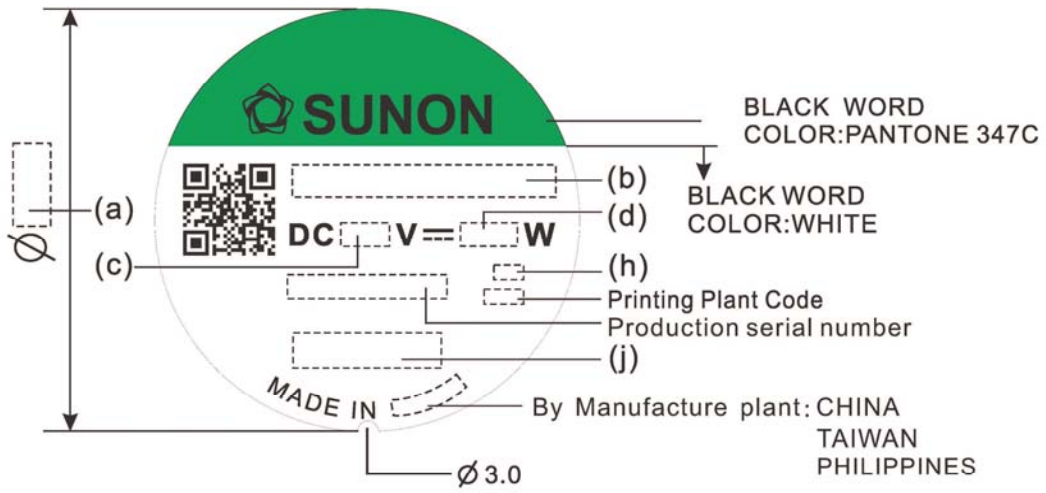 SUNON
BLACK WORD
COLOR:PANTONE 347C
BLACK WORD
COLOR:WHITE
(a)
Ø
(b)
(d)
DC V W
(c)
(h)
Printing Plant Code
Production serial number
(j)
MADE IN
By Manufacture plant: CHINA
TAIWAN
PHILIPPINES
Ø 3.0